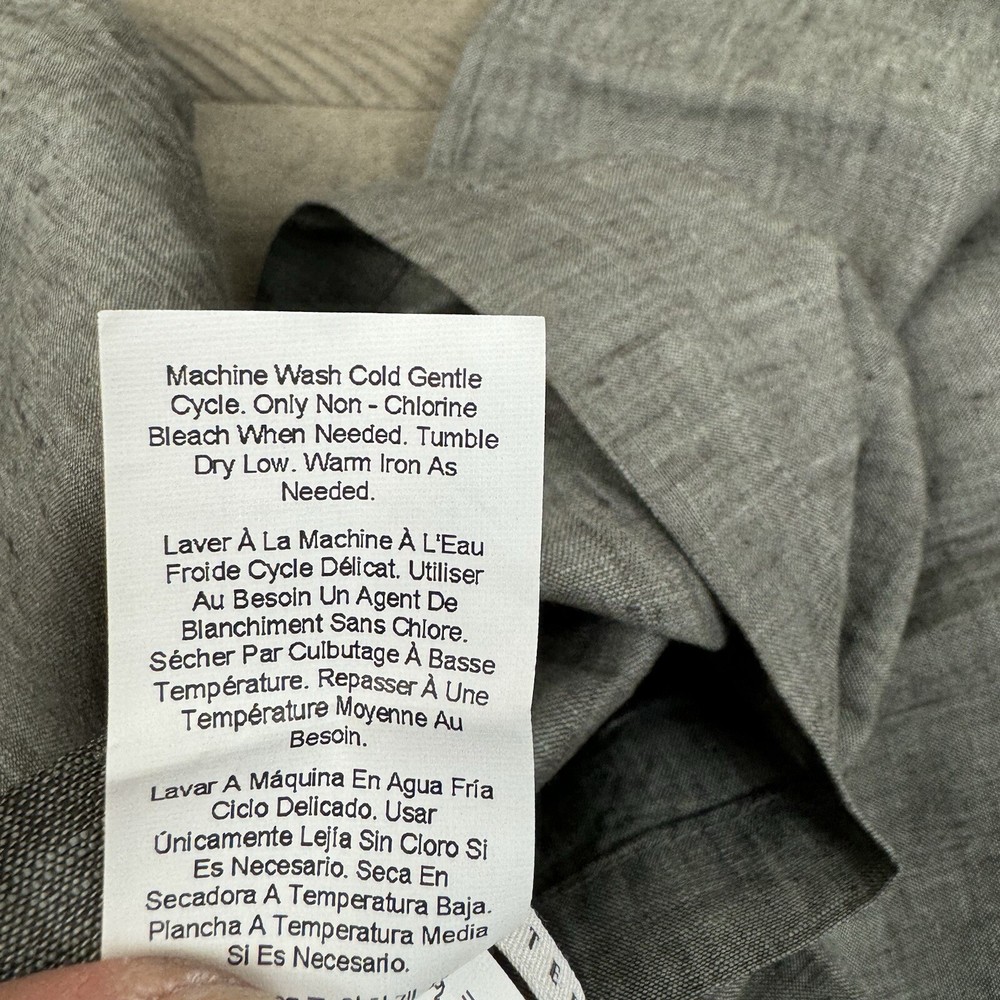 Machine Wash Cold Gentle
Cycle. Only Non - Chlorine
Bleach When Needed. Tumble
Dry Low. Warm Iron As
Needed.
Laver À La Machine À L'Eau
Froide Cycle Délicat. Utiliser
Au Besoin Un Agent De
Blanchiment Sans Chlore.
Sécher Par Culbutage À Basse
Température. Repasser À Une
Température Moyenne Au
Besoin.
Lavar A Máquina En Agua Fría
Ciclo Delicado. Usar
Únicamente Lejía Sin Cloro Si
Es Necesario. Seca En
Secadora A Temperatura Baja.
Plancha A Temperatura Media
Si Es Necesario.
T E